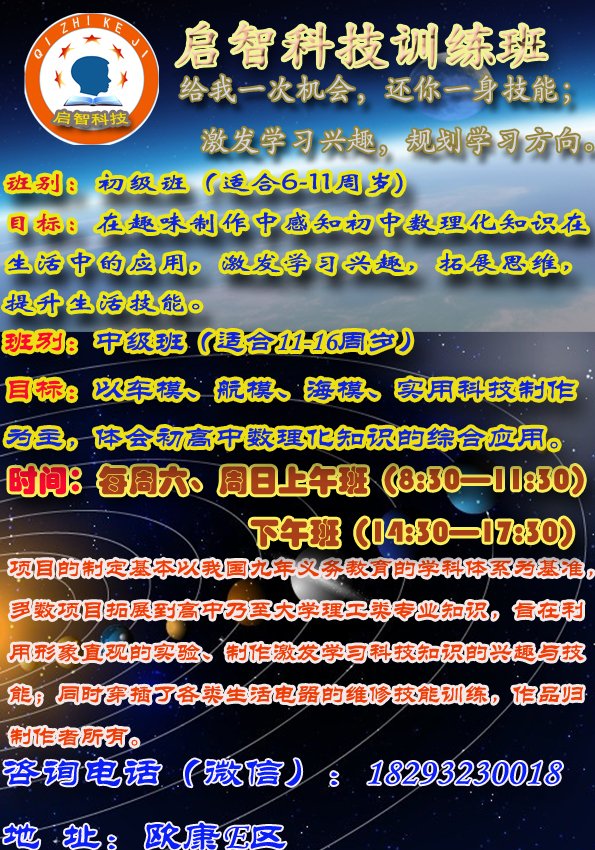 QI ZHI KE JI
启智科技
启智科技训练班
给我一次机会，还你一身技能；
激发学习兴趣，规划学习方向。
班别：初级班（适合6-11周岁)
目标：在趣味制作中感知初中数理化知识在
生活中的应用，激发学习兴趣，拓展思维，
提升生活技能。
班别：中级班（适合11-16周岁）
目标：以车模、航模、海模、实用科技制作
为主，体会初高中数理化知识的综合应用。
时间：每周六、周日上午班（8:30—11:30）
下午班（14:30—17:30）
项目的制定基本以我国九年义务教育的学科体系为基准，
多数项目拓展到高中乃至大学理工类专业知识，旨在利
用形象直观的实验、制作激发学习科技知识的兴趣与技
能；同时穿插了各类生活电器的维修技能训练，作品归
制作者所有。
咨询电话（微信）：18293230018
地 址：欧康E区